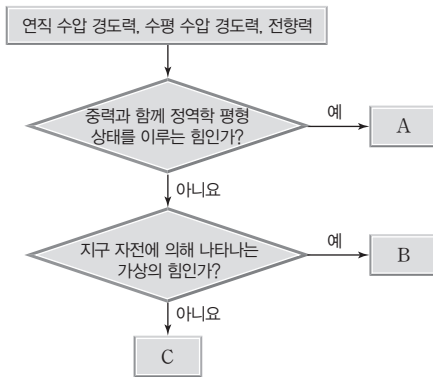 연직 수압 경도력, 수평 수압 경도력, 전향력
중력과 함께 정역학 평형
상태를 이루는 힘인가?
예
A
아니요
지구 자전에 의해 나타나는
가상의 힘인가?
예
B
아니요
C